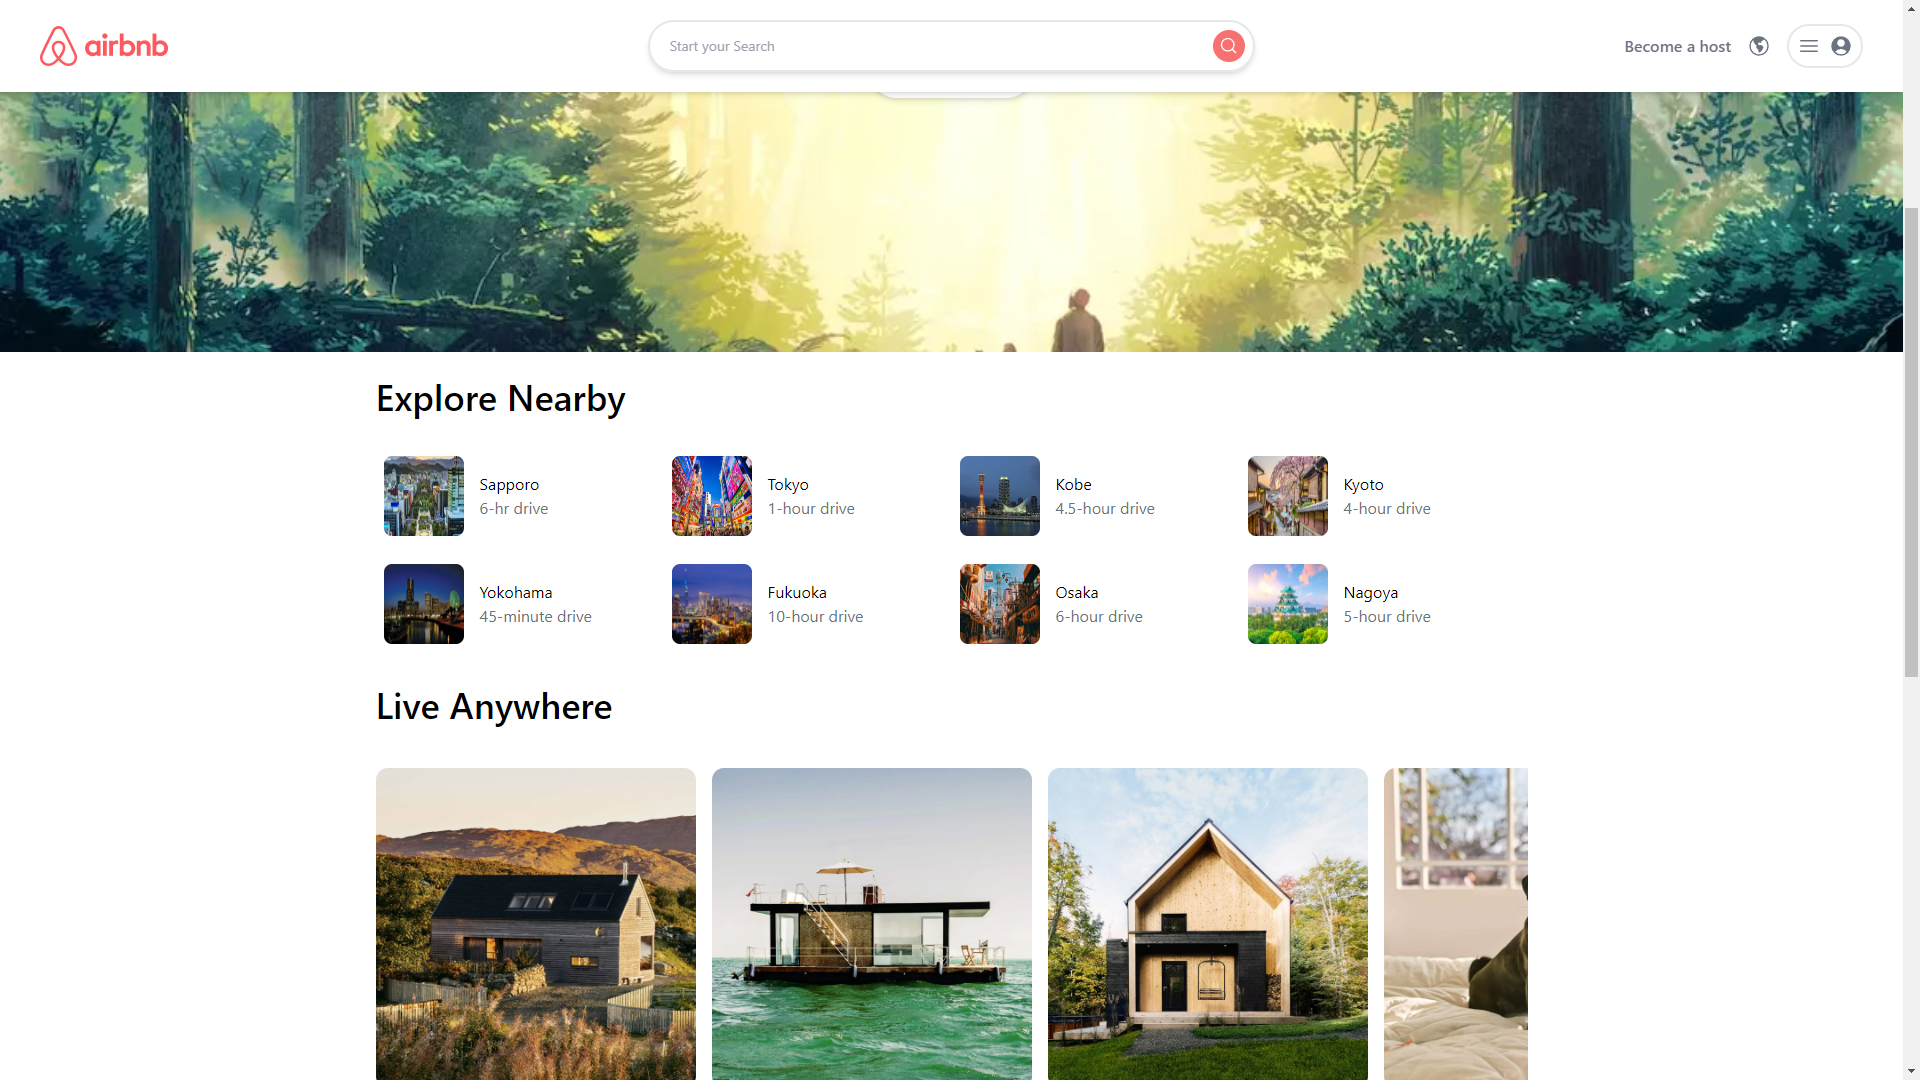 airbnb
Start your Search
Become a host
Explore Nearby
Sapporo
6-hr drive
Tokyo
1-hour drive
Kobe
4.5-hour drive
Kyoto
4-hour drive
Yokohama
45-minute drive
Fukuoka
10-hour drive
Osaka
6-hour drive
Nagoya
5-hour drive
Live Anywhere